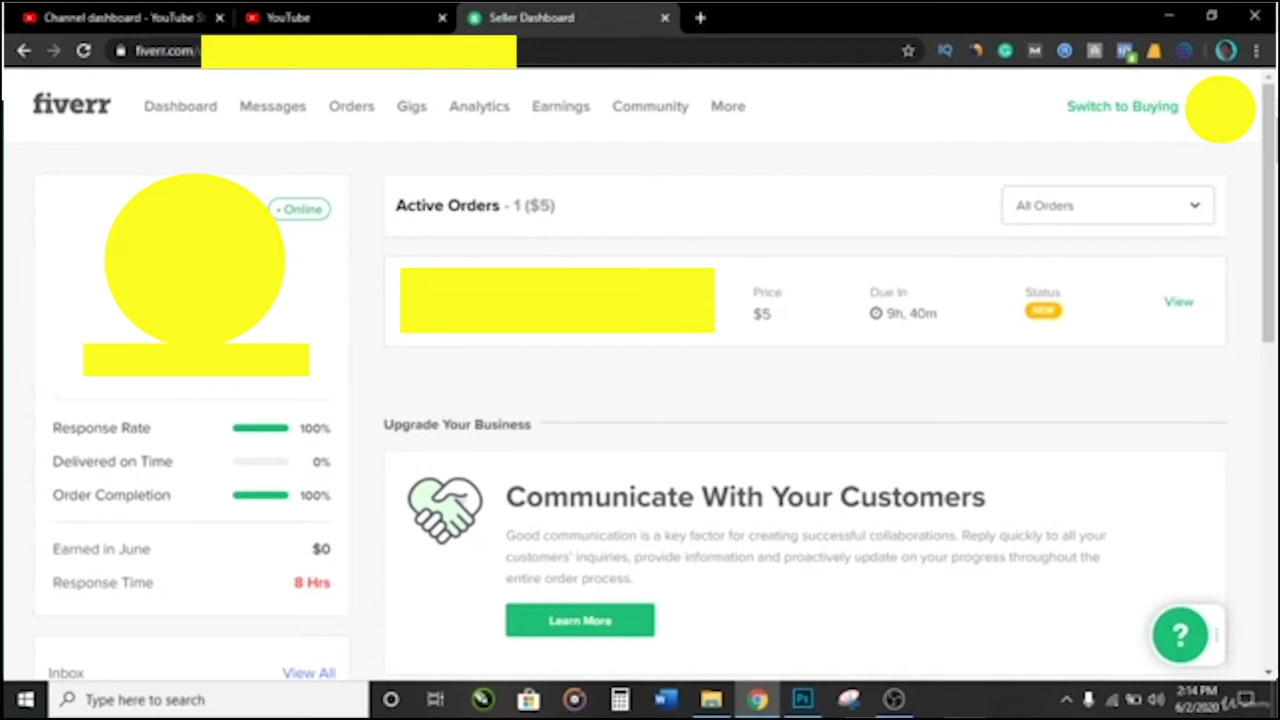 Channel dashboard - YouTube S
YouTube
Seller Dashboard
fiverr.com/
fiverr
Dashboard
Messages
Orders
Gigs
Analytics
Earnings
Community
More
Switch to Buying
Online
Active Orders - 1 ($5)
All Orders
Price
$5
Due In
9h, 40m
Status
NEW
View
Response Rate 100%
Delivered on Time 0%
Order Completion 100%
Earned in June $0
Response Time 8 Hrs
Inbox View All
Upgrade Your Business
Communicate With Your Customers
Good communication is a key factor for creating successful collaborations. Reply quickly to all your
customers' inquiries, provide information and proactively update on your progress throughout the
entire order process.
Learn More
?
Type here to search
2:14 PM
6/2/2020